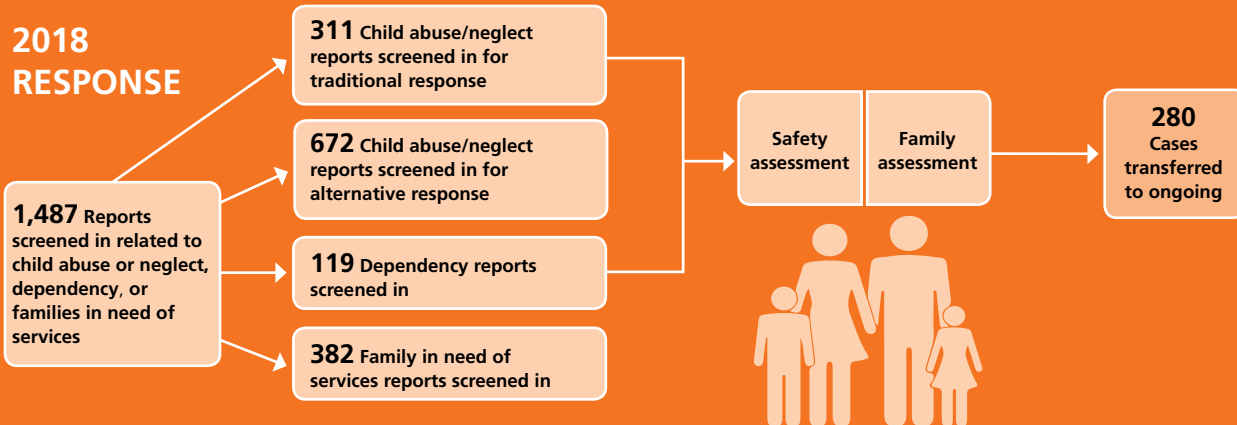 2018
RESPONSE
1,487 Reports
screened in related to
child abuse or neglect,
dependency, or
families in need of
services
311 Child abuse/neglect
reports screened in for
traditional response
672 Child abuse/neglect
reports screened in for
alternative response
119 Dependency reports
screened in
382 Family in need of
services reports screened in
Safety
assessment
Family
assessment
280
Cases
transferred
to ongoing